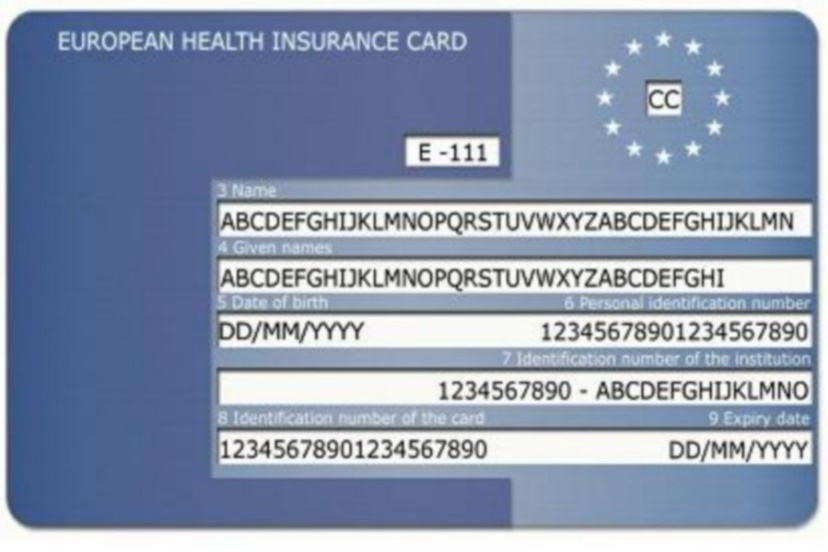 EUROPEAN HEALTH INSURANCE CARD
CC
E -111
3 Name
ABCDEFGHIJKLMNOPQRSTUVWXYZABCDEFGHIJKLMN
4 Given names
ABCDEFGHIJKLMNOPQRSTUVWXYZABCDEFGHI
5 Date of birth 6 Personal identification number
DD/MM/YYYY 12345678901234567890
7 Identification number of the institution
1234567890 - ABCDEFGHIJKLMNO
8 Identification number of the card 9 Expiry date
12345678901234567890 DD/MM/YYYY